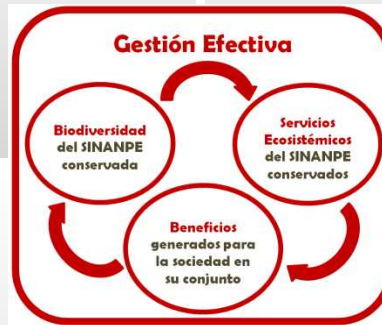 Gestión Efectiva
Biodiversidad
del SINANPE
conservada
Servicios
Ecosistémicos
del SINANPE
conservados
Beneficios
generados para
la sociedad en
su conjunto